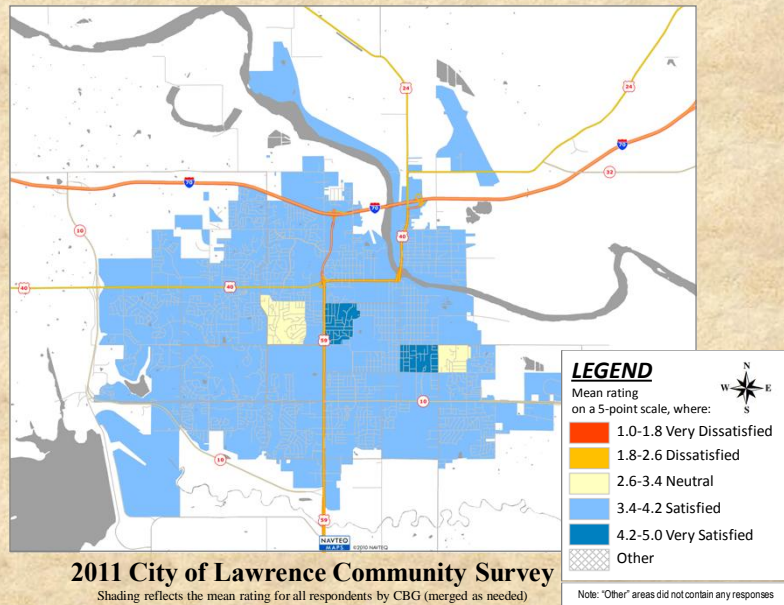 24
24
70
70
32
70
10
40
40
40
59
10
10
59
NAVTEQ
MAPS
©2010 NAVTEQ
LEGEND
Mean rating
on a 5-point scale, where:
N
W
E
S
1.0-1.8 Very Dissatisfied
1.8-2.6 Dissatisfied
2.6-3.4 Neutral
3.4-4.2 Satisfied
4.2-5.0 Very Satisfied
Other
2011 City of Lawrence Community Survey
Shading reflects the mean rating for all respondents by CBG (merged as needed)
Note: “Other” areas did not contain any responses